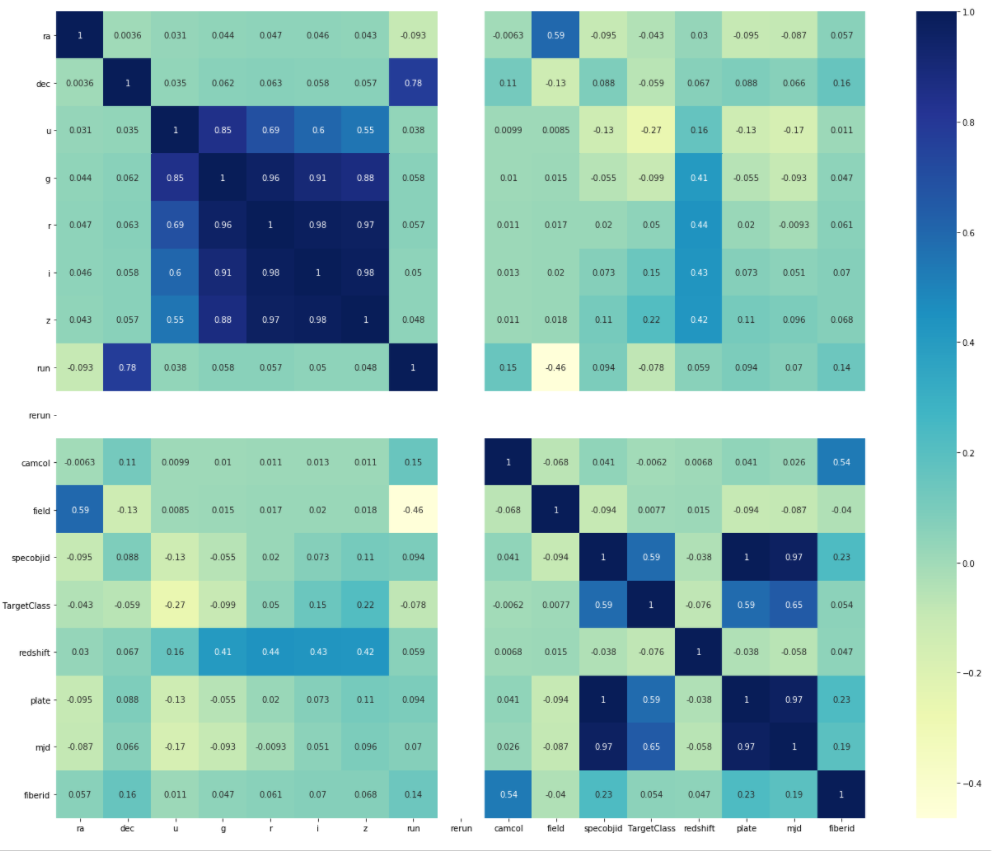 ra 1 0.0036 0.031 0.044 0.047 0.046 0.043 -0.093 -0.0063 0.59 -0.095 -0.043 0.03 -0.095 -0.087 0.057
dec 0.0036 1 0.035 0.062 0.063 0.058 0.057 0.78 0.11 -0.13 0.088 -0.059 0.067 0.088 0.066 0.16
u 0.031 0.035 1 0.85 0.69 0.6 0.55 0.038 0.0099 0.0085 -0.13 -0.27 0.16 -0.13 -0.17 0.011
g 0.044 0.062 0.85 1 0.96 0.91 0.88 0.058 0.01 0.015 -0.055 -0.099 0.41 -0.055 -0.093 0.047
r 0.047 0.063 0.69 0.96 1 0.98 0.97 0.057 0.011 0.017 0.02 0.05 0.44 0.02 -0.0093 0.061
i 0.046 0.058 0.6 0.91 0.98 1 0.98 0.05 0.013 0.02 0.073 0.15 0.43 0.073 0.051 0.07
z 0.043 0.057 0.55 0.88 0.97 0.98 1 0.048 0.011 0.018 0.11 0.22 0.42 0.11 0.096 0.068
run -0.093 0.78 0.038 0.058 0.057 0.05 0.048 1 0.15 -0.46 0.094 -0.078 0.059 0.094 0.07 0.14
rerun
camcol -0.0063 0.11 0.0099 0.01 0.011 0.013 0.011 0.15 1 -0.068 0.041 -0.0062 0.0068 0.041 0.026 0.54
field 0.59 -0.13 0.0085 0.015 0.017 0.02 0.018 -0.46 -0.068 1 -0.094 0.0077 0.015 -0.094 -0.087 -0.04
specobjid -0.095 0.088 -0.13 -0.055 0.02 0.073 0.11 0.094 0.041 -0.094 1 0.59 -0.038 1 0.97 0.23
TargetClass -0.043 -0.059 -0.27 -0.099 0.05 0.15 0.22 -0.078 -0.0062 0.0077 0.59 1 -0.076 0.59 0.65 0.054
redshift 0.03 0.067 0.16 0.41 0.44 0.43 0.42 0.059 0.0068 0.015 -0.038 -0.076 1 -0.038 -0.058 0.047
plate -0.095 0.088 -0.13 -0.055 0.02 0.073 0.11 0.094 0.041 -0.094 1 0.59 -0.038 1 0.97 0.23
mjd -0.087 0.066 -0.17 -0.093 -0.0093 0.051 0.096 0.07 0.026 -0.087 0.97 0.65 -0.058 0.97 1 0.19
fiberid 0.057 0.16 0.011 0.047 0.061 0.07 0.068 0.14 0.54 -0.04 0.23 0.054 0.047 0.23 0.19 1
ra dec u g r i z run rerun camcol field specobjid TargetClass redshift plate mjd fiberid
1.0
0.8
0.6
0.4
0.2
0.0
−0.2
−0.4